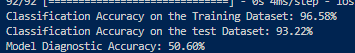 92/92 [==============================] - 0s 4ms/step - los
Classification Accuracy on the Training Dataset: 96.58%
Classification Accuracy on the test Dataset: 93.22%
Model Diagnostic Accuracy: 50.60%